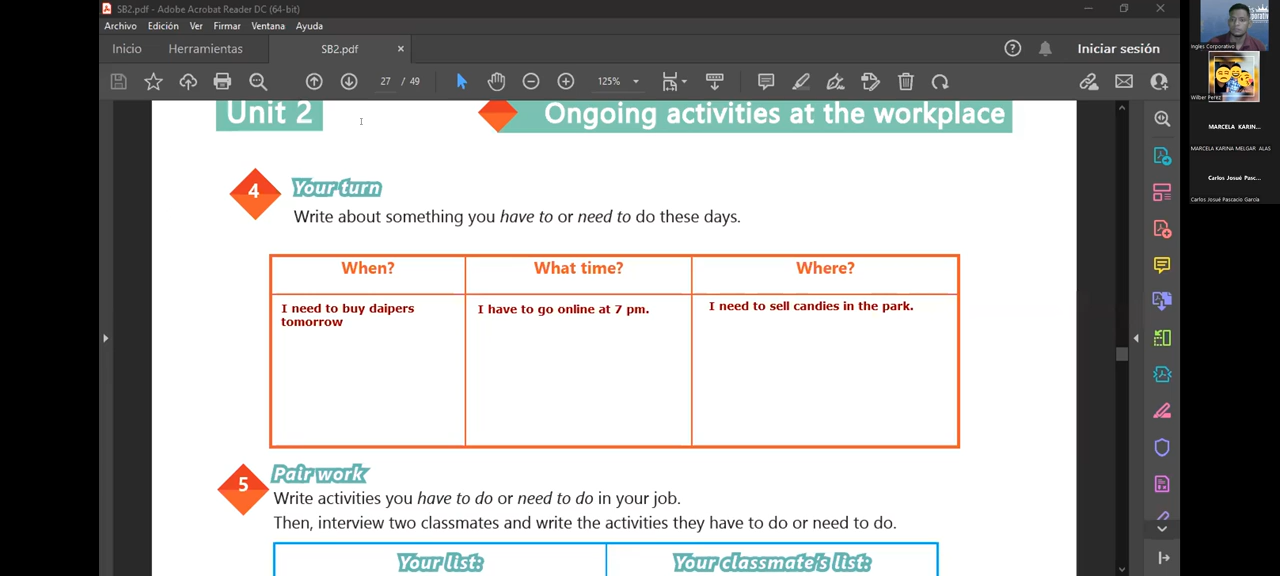 SB2.pdf - Adobe Acrobat Reader DC (64-bit)
Archivo Edición Ver Firmar Ventana Ayuda
Inicio Herramientas SB2.pdf × Iniciar sesión
27 / 49 125%
Unit 2 Ongoing activities at the workplace
4 Your turn
Write about something you have to or need to do these days.
When? What time? Where?
I need to buy daipers
tomorrow
I have to go online at 7 pm.
I need to sell candies in the park.
5 Pair work
Write activities you have to do or need to do in your job.
Then, interview two classmates and write the activities they have to do or need to do.
Your list: Your classmate's list:
Ingles Corporativo
Wilber Perez
MARCELA KARIN...
MARCELA KARINA MELGAR ALAS
Carlos Josué Pasc...
Carlos Josué Pascacio García